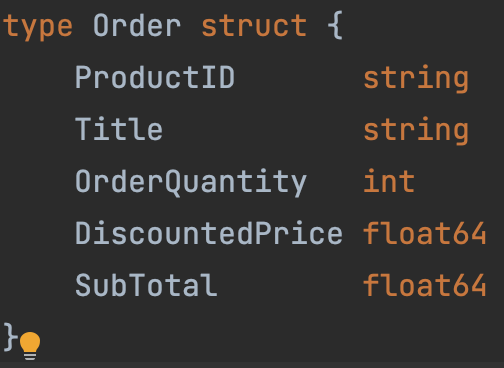 type Order struct {
    ProductID       string
    Title           string
    OrderQuantity   int
    DiscountedPrice float64
    SubTotal        float64
}